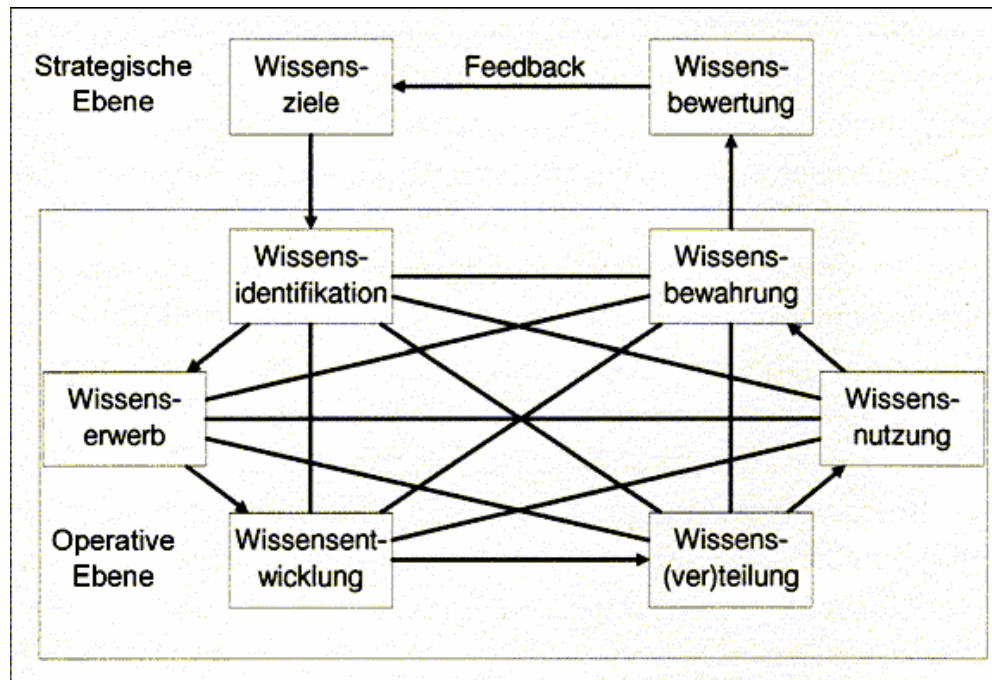 Strategische
Ebene
Wissens-
ziele
Feedback
Wissens-
bewertung
Wissens-
identifikation
Wissens-
bewahrung
Wissens-
erwerb
Wissens-
nutzung
Operative
Ebene
Wissensent-
wicklung
Wissens-
(ver)teilung